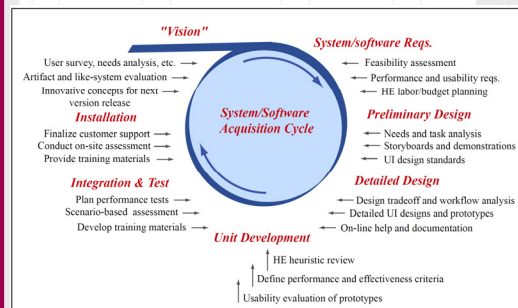 "Vision"
User survey, needs analysis, etc.
Artifact and like-system evaluation
Innovative concepts for next
version release
Installation
Finalize customer support
Conduct on-site assessment
Provide training materials
Integration & Test
Plan performance tests
Scenario-based assessment
Develop training materials
System/Software
Acquisition Cycle
System/software Reqs.
Feasibility assessment
Performance and usability reqs.
HE labor/budget planning
Preliminary Design
Needs and task analysis
Storyboards and demonstrations
UI design standards
Detailed Design
Design tradeoff and workflow analysis
Detailed UI designs and prototypes
On-line help and documentation
Unit Development
HE heuristic review
Define performance and effectiveness criteria
Usability evaluation of prototypes